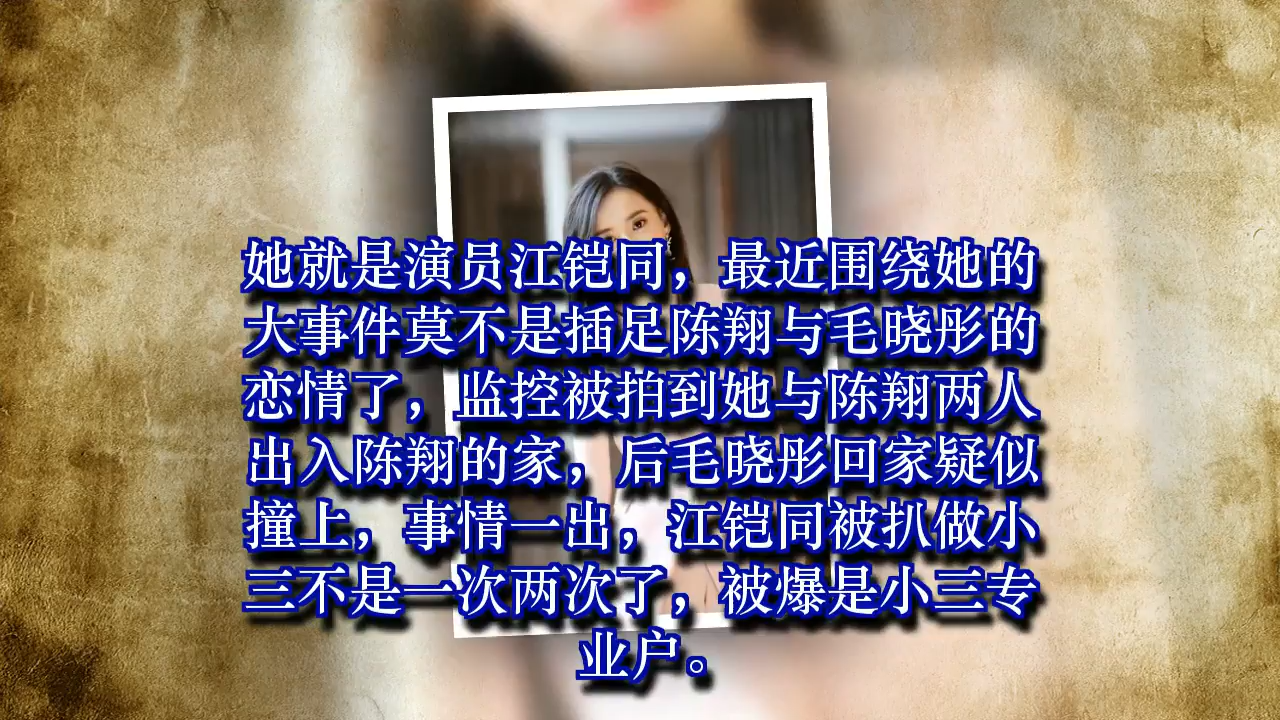 她就是演员江铠同，最近围绕她的
大事件莫不是插足陈翔与毛晓彤的
恋情了，监控被拍到她与陈翔两人
出入陈翔的家，后毛晓彤回家疑似
撞上，事情一出，江铠同被扒做小
三不是一次两次了，被爆是小三专
业户。